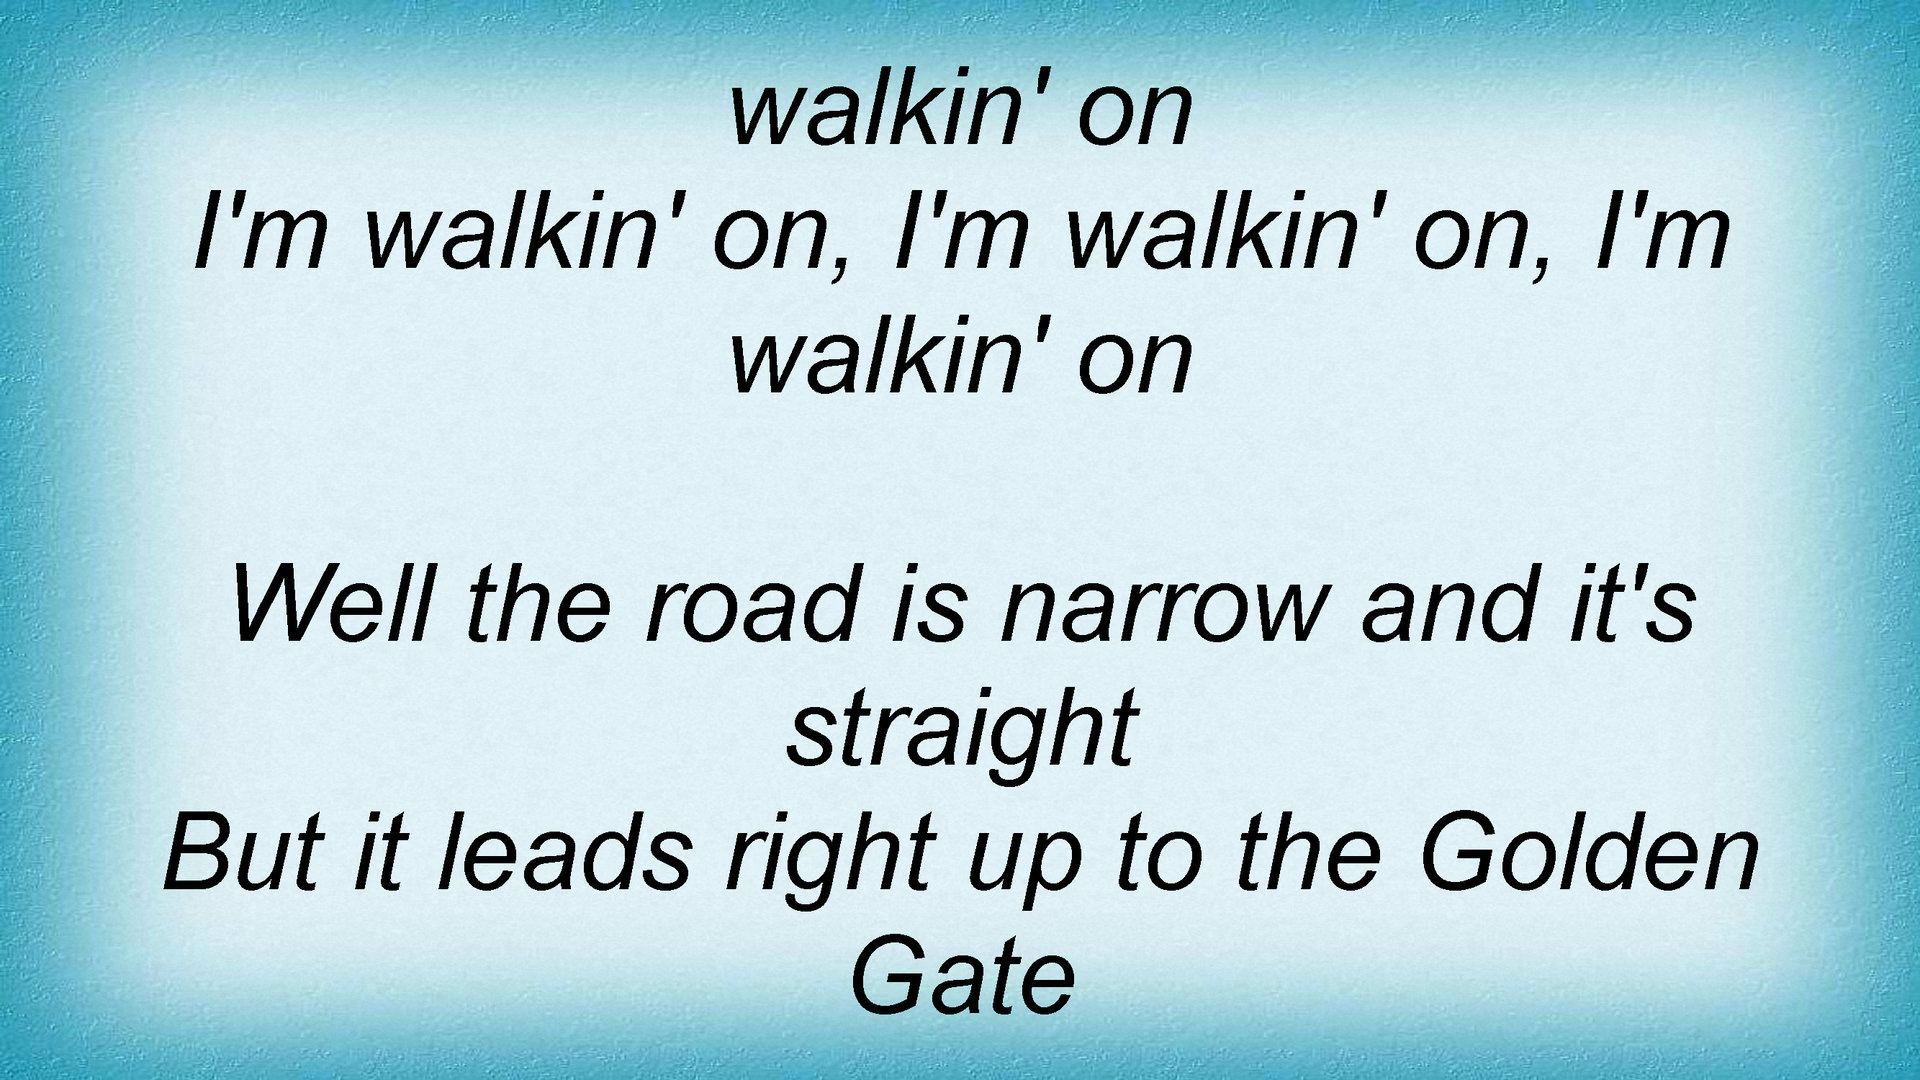 walkin' on
I'm walkin' on, I'm walkin' on, I'm
walkin' on
Well the road is narrow and it's
straight
But it leads right up to the Golden
Gate